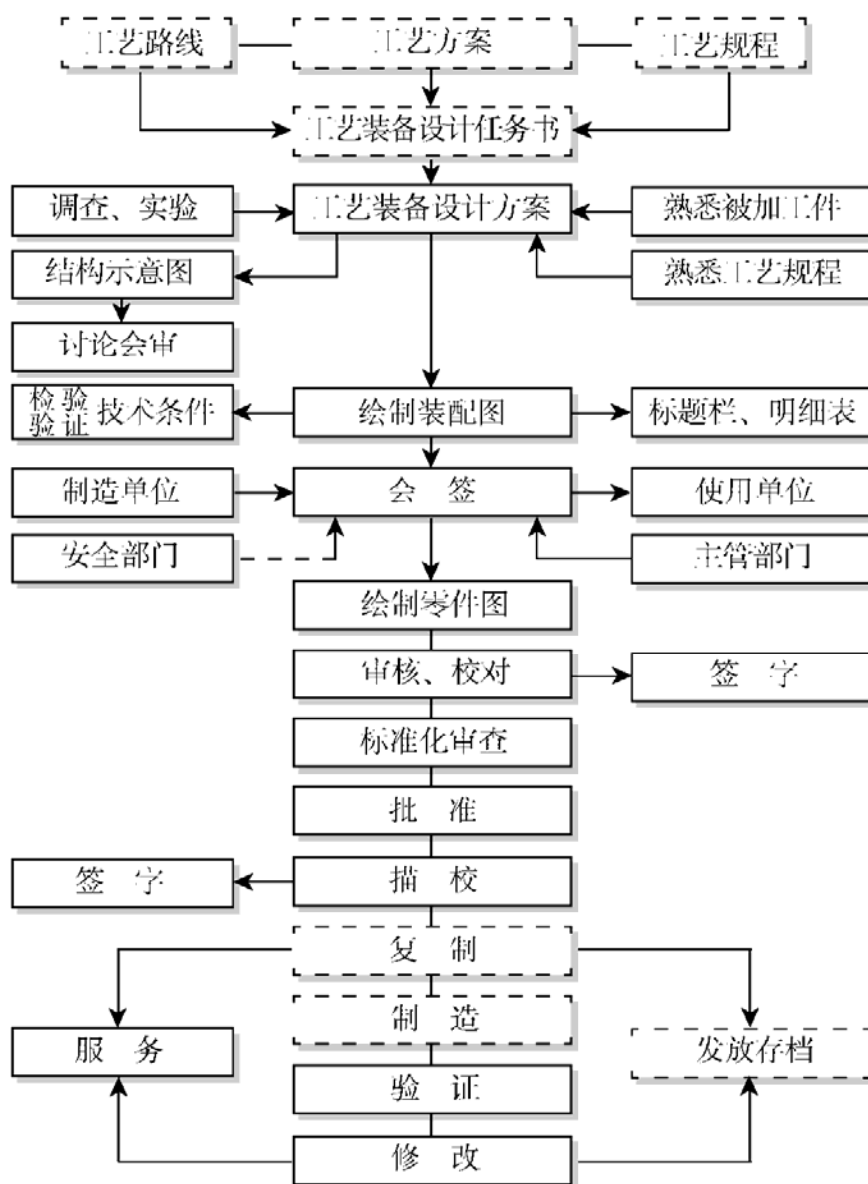 工艺路线 工艺方案 工艺规程
工艺装备设计任务书
调查、实验 工艺装备设计方案 熟悉被加工件
结构示意图 熟悉工艺规程
讨论会审
检验 验证 技术条件 绘制装配图 标题栏、明细表
制造单位 会 签 使用单位
安全部门 主管部门
绘制零件图
审核、校对 签 字
标准化审查
批 准
签 字 描 校
复 制
制 造
服 务 发放存档
验 证
修 改